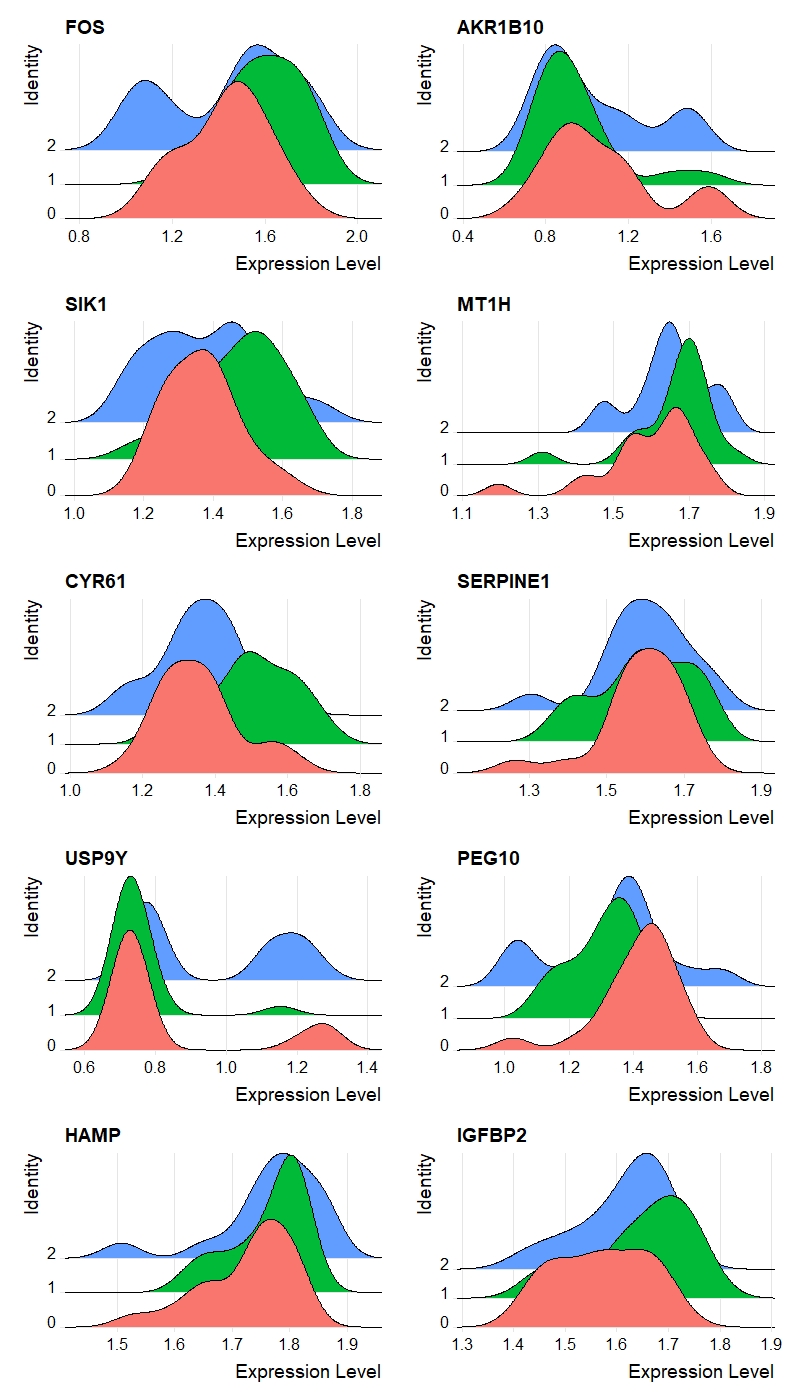 FOS
Identity
2
1
0
0.8 1.2 1.6 2.0
Expression Level
AKR1B10
Identity
2
1
0
0.4 0.8 1.2 1.6
Expression Level
SIK1
Identity
2
1
0
1.0 1.2 1.4 1.6 1.8
Expression Level
MT1H
Identity
2
1
0
1.1 1.3 1.5 1.7 1.9
Expression Level
CYR61
Identity
2
1
0
1.0 1.2 1.4 1.6 1.8
Expression Level
SERPINE1
Identity
2
1
0
1.3 1.5 1.7 1.9
Expression Level
USP9Y
Identity
2
1
0
0.6 0.8 1.0 1.2 1.4
Expression Level
PEG10
Identity
2
1
0
1.0 1.2 1.4 1.6 1.8
Expression Level
HAMP
Identity
2
1
0
1.5 1.6 1.7 1.8 1.9
Expression Level
IGFBP2
Identity
2
1
0
1.3 1.4 1.5 1.6 1.7 1.8 1.9
Expression Level